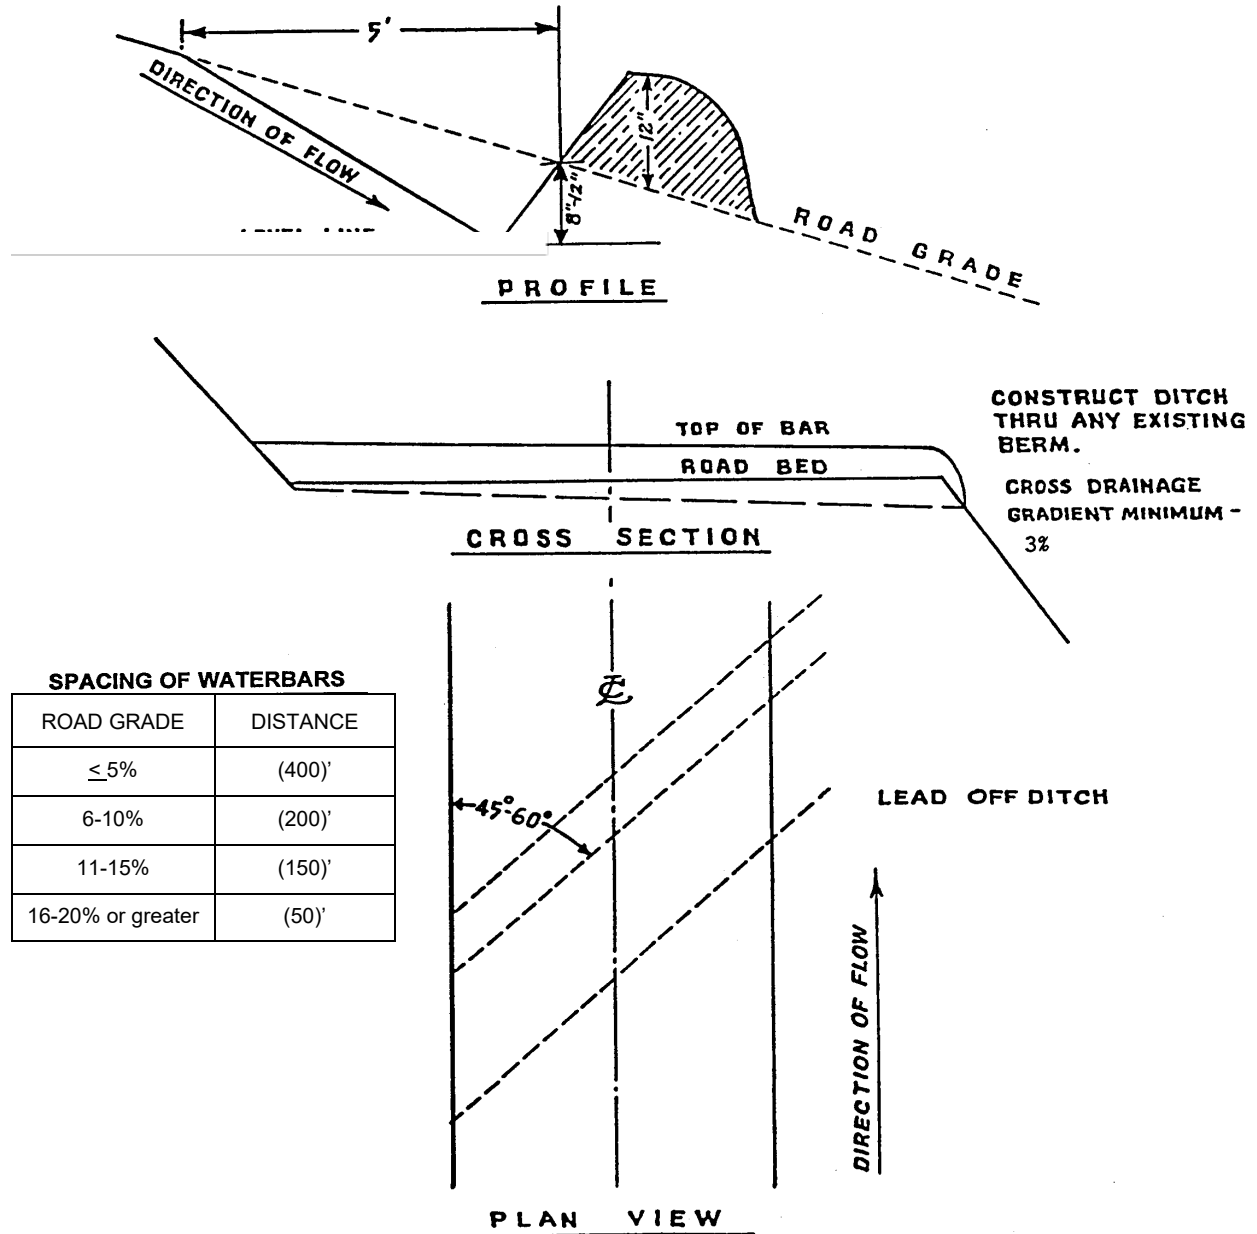 5'
DIRECTION OF FLOW
12"
8"-12"
ROAD GRADE
PROFILE
TOP OF BAR
ROAD BED
CONSTRUCT DITCH
THRU ANY EXISTING
BERM.
CROSS DRAINAGE
GRADIENT MINIMUM -
3%
CROSS SECTION
SPACING OF WATERBARS
ROAD GRADE DISTANCE
≤ 5% (400)’
6-10% (200)’
11-15% (150)’
16-20% or greater (50)’
℄
45°-60°
LEAD OFF DITCH
DIRECTION OF FLOW
PLAN VIEW